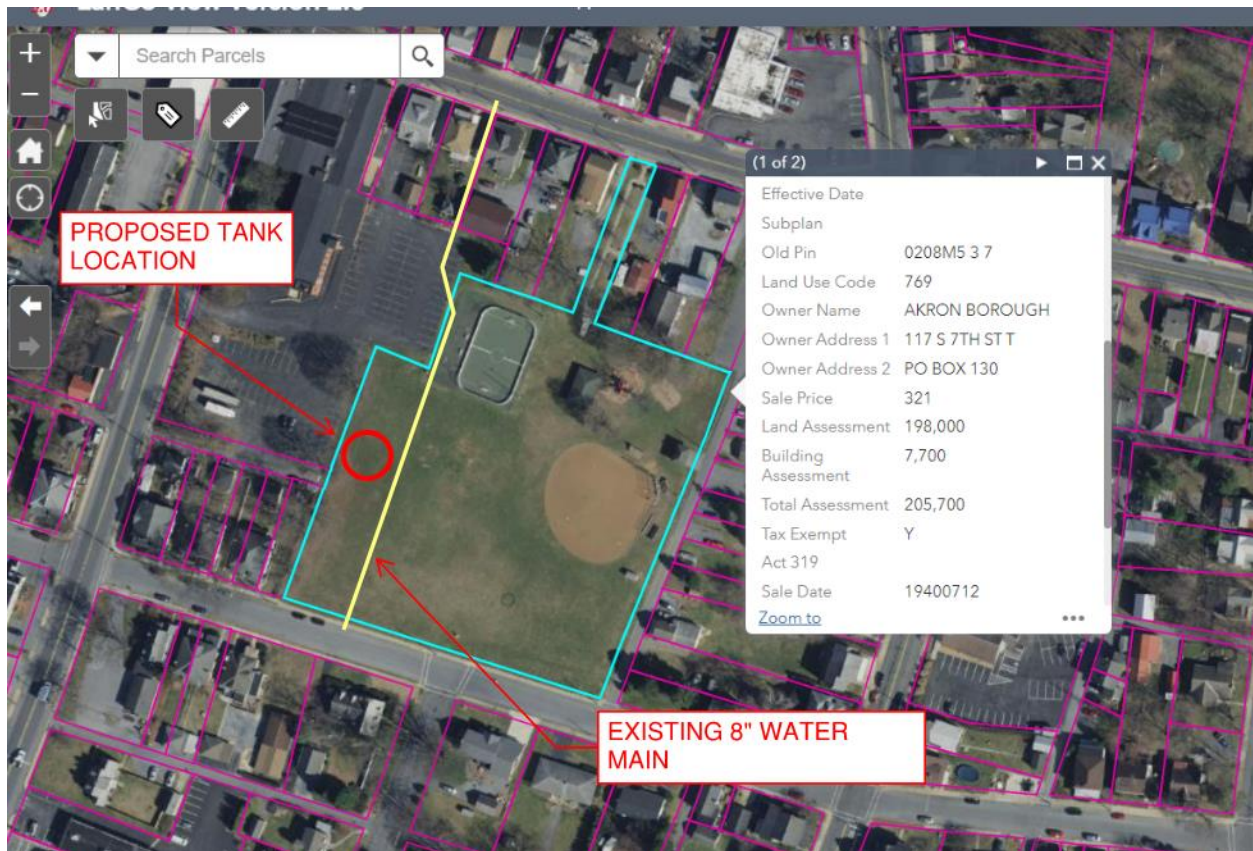 Search Parcels
PROPOSED TANK
LOCATION
(1 of 2)
Effective Date
Subplan
Old Pin 0208M5 3 7
Land Use Code 769
Owner Name AKRON BOROUGH
Owner Address 1 117 S 7TH ST T
Owner Address 2 PO BOX 130
Sale Price 321
Land Assessment 198,000
Building 7,700
Assessment
Total Assessment 205,700
Tax Exempt Y
Act 319
Sale Date 19400712
Zoom to
EXISTING 8" WATER
MAIN